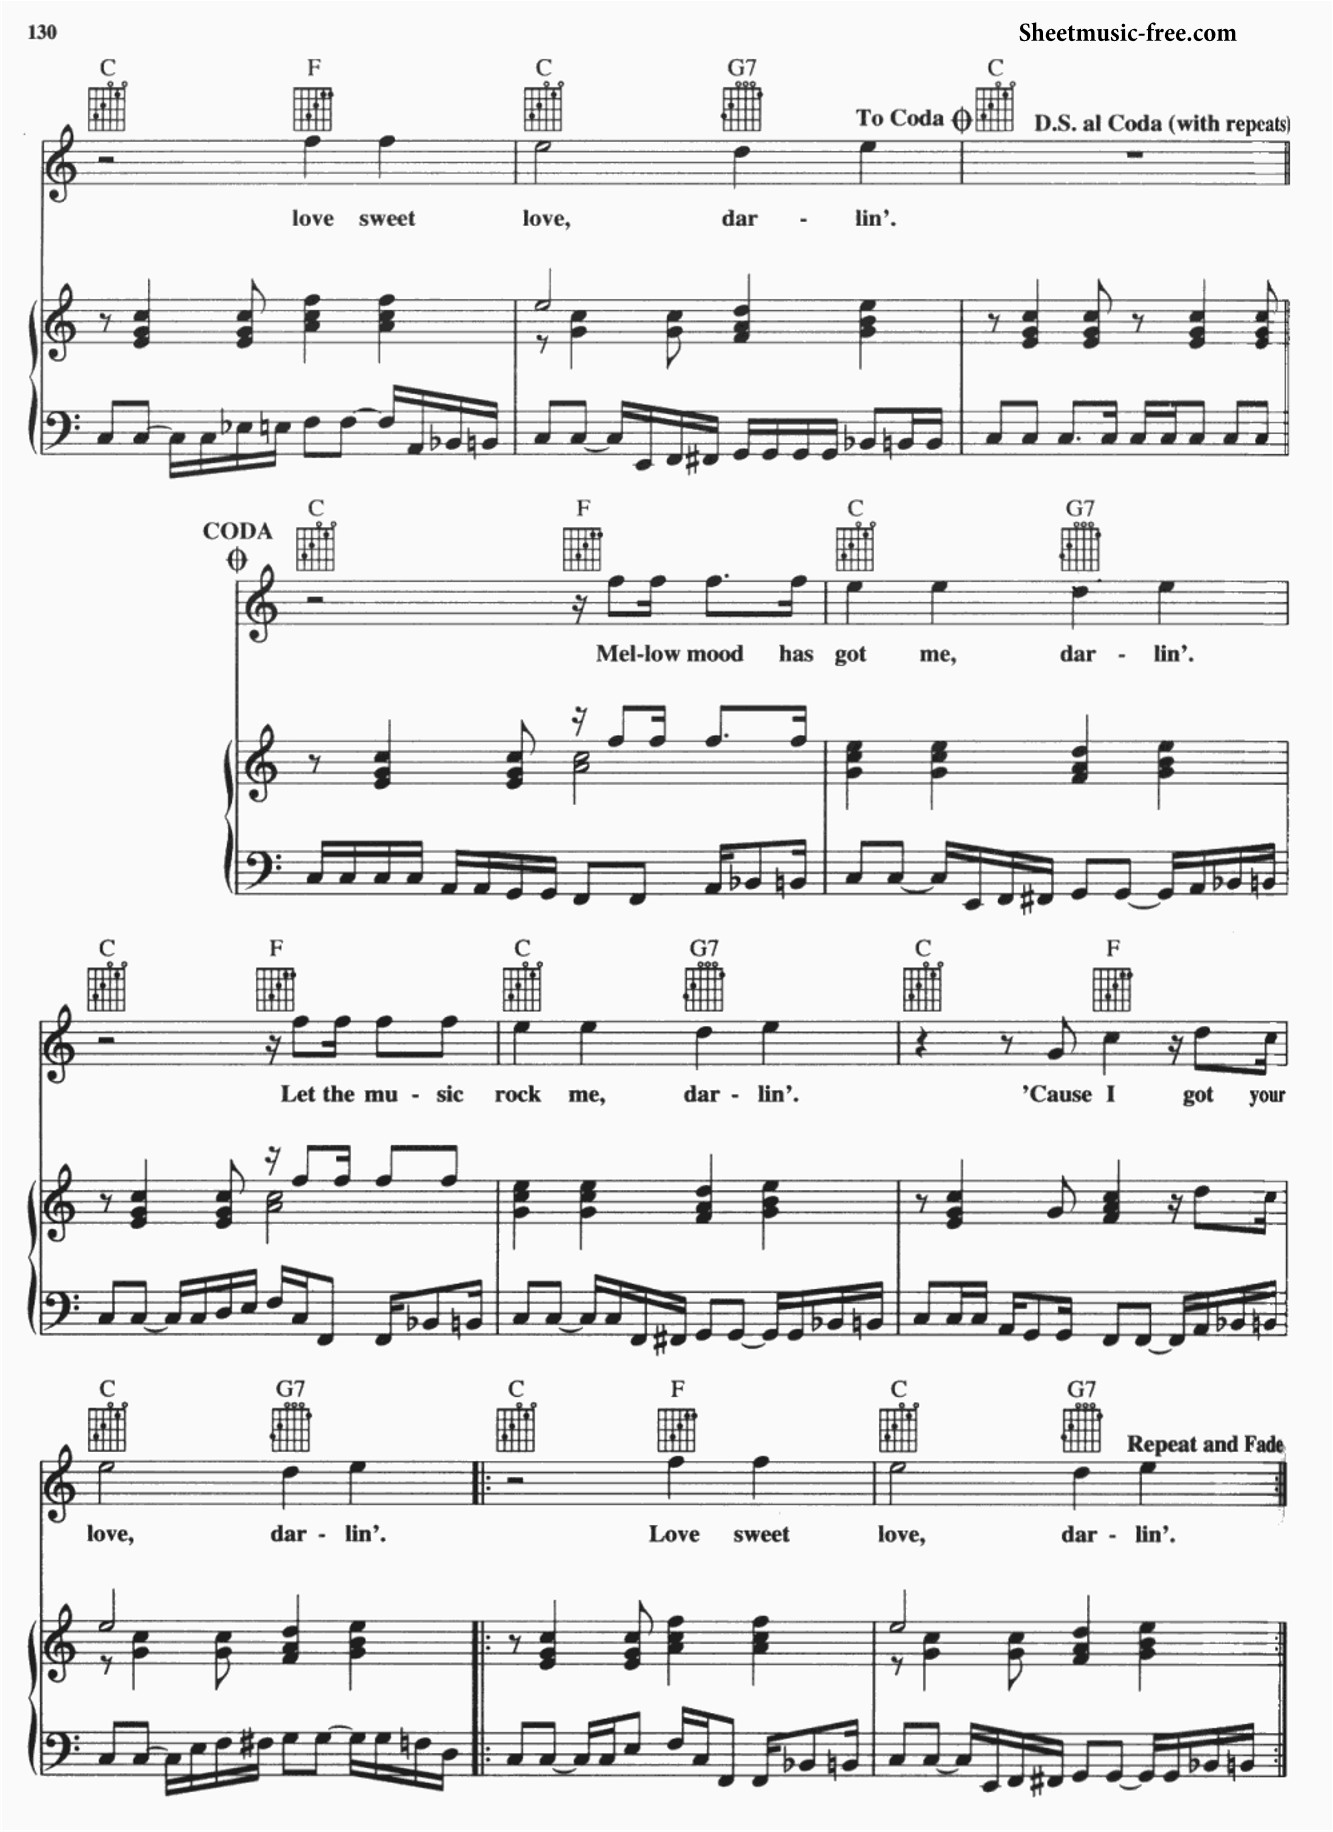 130
Sheetmusic-free.com
C F C G7 C
To Coda D.S. al Coda (with repeats)
love sweet love, dar - lin'.
C F C G7
CODA
Mel-low mood has got me, dar - lin'.
C F C G7 C F
Let the mu - sic rock me, dar - lin'. 'Cause I got your
C G7 C F C G7
Repeat and Fade
love, dar - lin'. Love sweet love, dar - lin'.